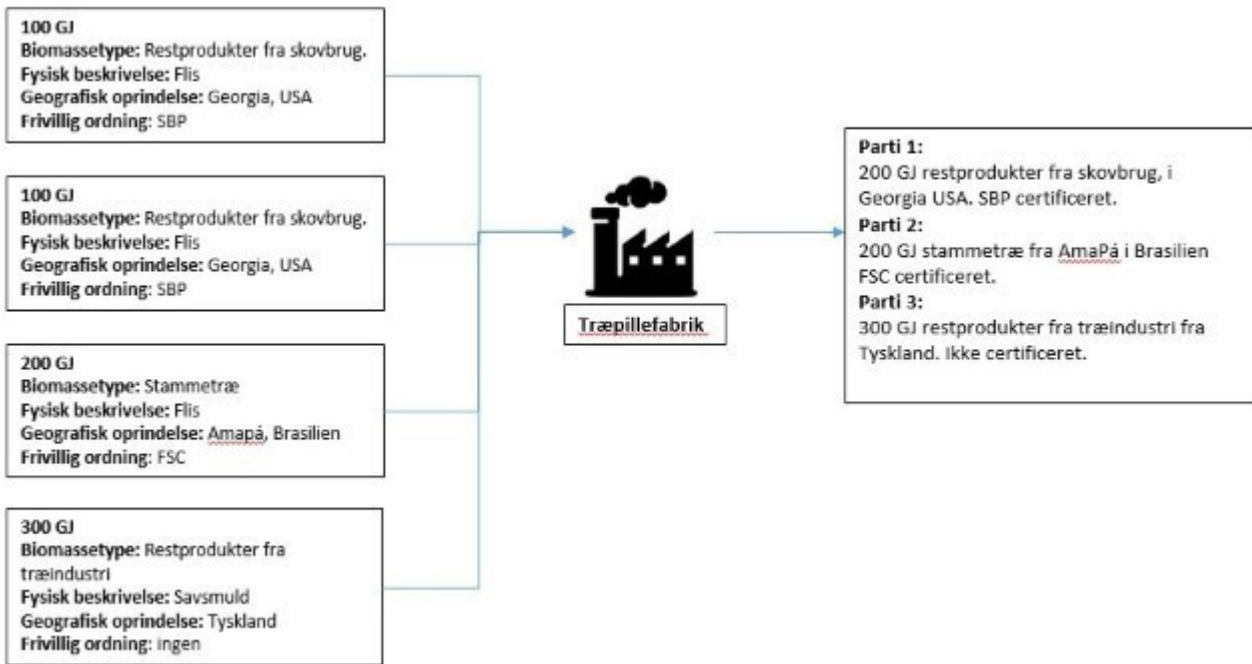 100 GJ
Biomassetype: Restprodukter fra skovbrug.
Fysisk beskrivelse: Flis
Geografisk oprindelse: Georgia, USA
Frivillig ordning: SBP
100 GJ
Biomassetype: Restprodukter fra skovbrug.
Fysisk beskrivelse: Flis
Geografisk oprindelse: Georgia, USA
Frivillig ordning: SBP
200 GJ
Biomassetype: Stammetræ
Fysisk beskrivelse: Flis
Geografisk oprindelse: Amapá, Brasilien
Frivillig ordning: FSC
300 GJ
Biomassetype: Restprodukter fra
træindustri
Fysisk beskrivelse: Savsmuld
Geografisk oprindelse: Tyskland
Frivillig ordning: ingen
Træpillefabrik
Parti 1:
200 GJ restprodukter fra skovbrug, i
Georgia USA. SBP certificeret.
Parti 2:
200 GJ stammetræ fra AmaPá i Brasilien
FSC certificeret.
Parti 3:
300 GJ restprodukter fra træindustri fra
Tyskland. Ikke certificeret.